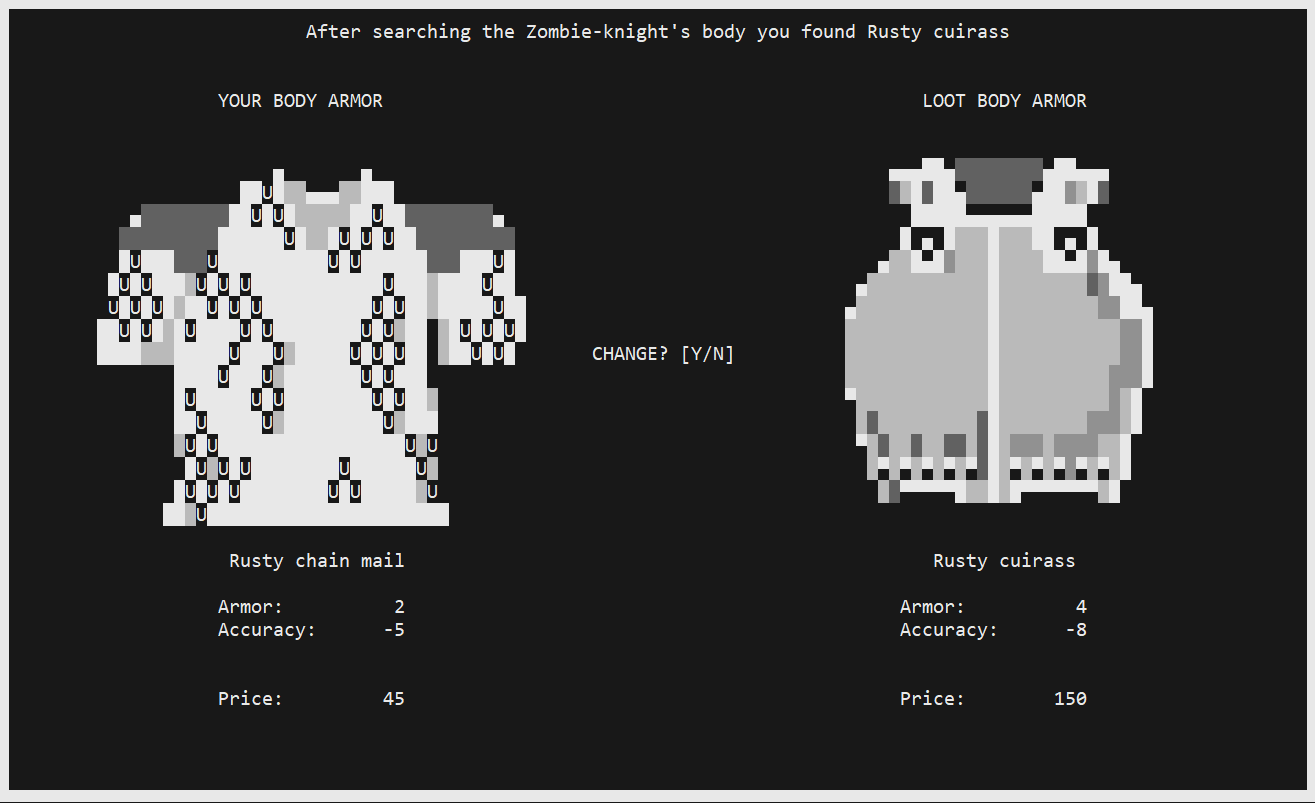 After searching the Zombie-knight's body you found Rusty cuirass
YOUR BODY ARMOR
LOOT BODY ARMOR
CHANGE? [Y/N]
Rusty chain mail
Armor: 2
Accuracy: -5
Price: 45
Rusty cuirass
Armor: 4
Accuracy: -8
Price: 150